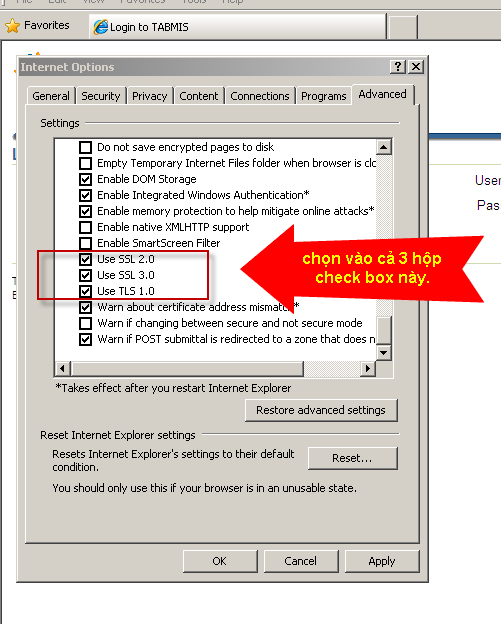 File Edit View Favorites Tools Help
Favorites
Login to TABMIS
Internet Options
General
Security
Privacy
Content
Connections
Programs
Advanced
User
Pas
Settings
Do not save encrypted pages to disk
Empty Temporary Internet Files folder when browser is clo
Enable DOM Storage
Enable Integrated Windows Authentication*
Enable memory protection to help mitigate online attacks*
Enable native XMLHTTP support
Enable SmartScreen Filter
Use SSL 2.0
Use SSL 3.0
Use TLS 1.0
Warn about certificate address mismatch*
Warn if changing between secure and not secure mode
Warn if POST submittal is redirected to a zone that does n
chọn vào cả 3 hộp
check box này.
*Takes effect after you restart Internet Explorer
Restore advanced settings
Reset Internet Explorer settings
Resets Internet Explorer's settings to their default
condition.
Reset...
You should only use this if your browser is in an unusable state.
OK
Cancel
Apply